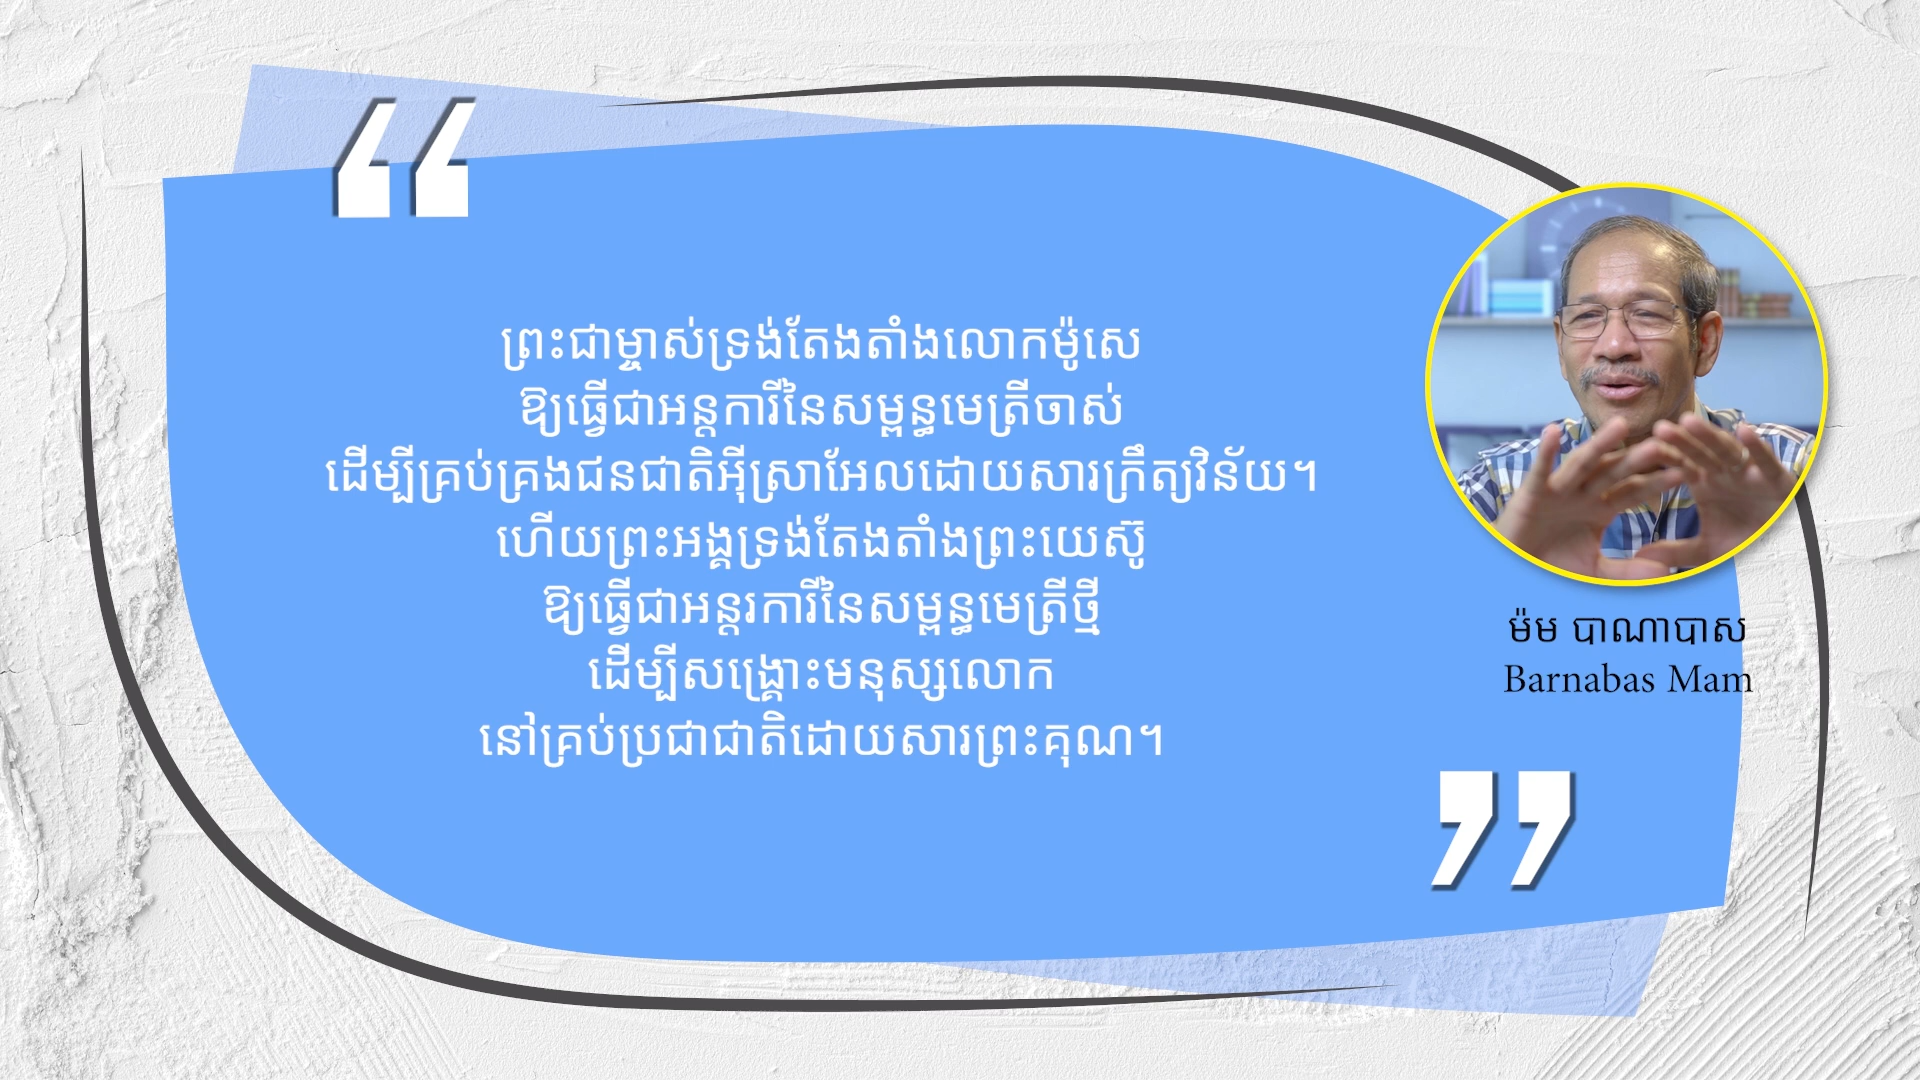 ព្រះជាម្ចាស់ទ្រង់តែងតាំងលោកម៉ូសេ
ឱ្យធ្វើជាអន្តការីនៃសម្ពន្ធមេត្រីចាស់
ដើម្បីគ្រប់គ្រងជនជាតិអ៊ីស្រាអែលដោយសារក្រឹត្យវិន័យ។
ហើយព្រះអង្គទ្រង់តែងតាំងព្រះយេស៊ូ
ឱ្យធ្វើជាអន្តរការីនៃសម្ពន្ធមេត្រីថ្មី
ដើម្បីសង្គ្រោះមនុស្សលោក
នៅគ្រប់ប្រជាជាតិដោយសារព្រះគុណ។
ម៉ម បាណាបាស
Barnabas Mam